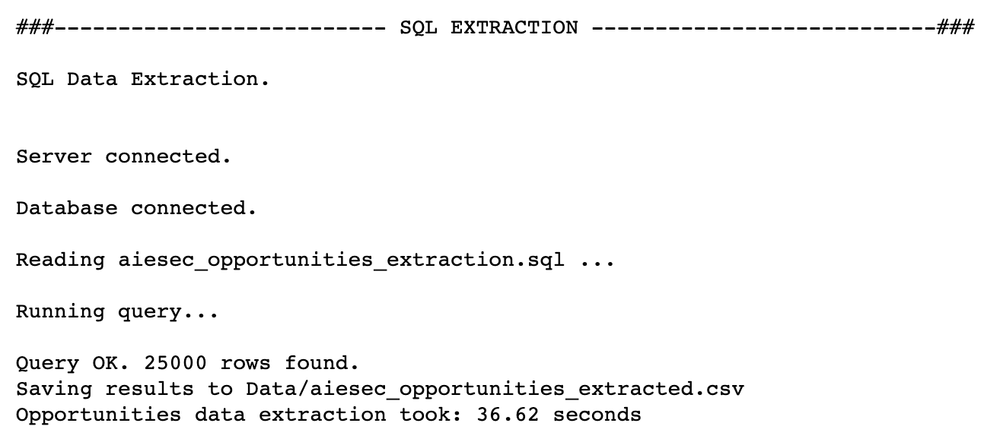 ###-------------------------- SQL EXTRACTION ---------------------------###
SQL Data Extraction.
Server connected.
Database connected.
Reading aiesec_opportunities_extraction.sql ...
Running query...
Query OK. 25000 rows found.
Saving results to Data/aiesec_opportunities_extracted.csv
Opportunities data extraction took: 36.62 seconds